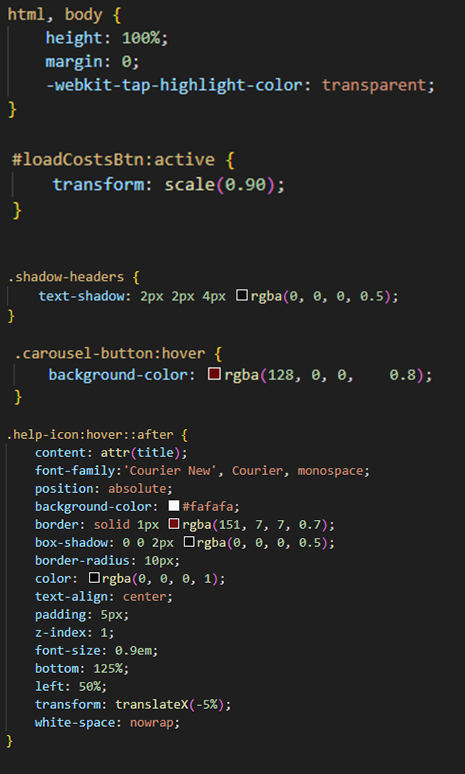 html, body {
    height: 100%;
    margin: 0;
    -webkit-tap-highlight-color: transparent;
}
#loadCostsBtn:active {
    transform: scale(0.90);
}
.shadow-headers {
    text-shadow: 2px 2px 4px rgba(0, 0, 0, 0.5);
}
.carousel-button:hover {
    background-color: rgba(128, 0, 0,    0.8);
}
.help-icon:hover::after {
    content: attr(title);
    font-family:'Courier New', Courier, monospace;
    position: absolute;
    background-color: #fafafa;
    border: solid 1px rgba(151, 7, 7, 0.7);
    box-shadow: 0 0 2px rgba(0, 0, 0, 0.5);
    border-radius: 10px;
    color: rgba(0, 0, 0, 1);
    text-align: center;
    padding: 5px;
    z-index: 1;
    font-size: 0.9em;
    bottom: 125%;
    left: 50%;
    transform: translateX(-5%);
    white-space: nowrap;
}